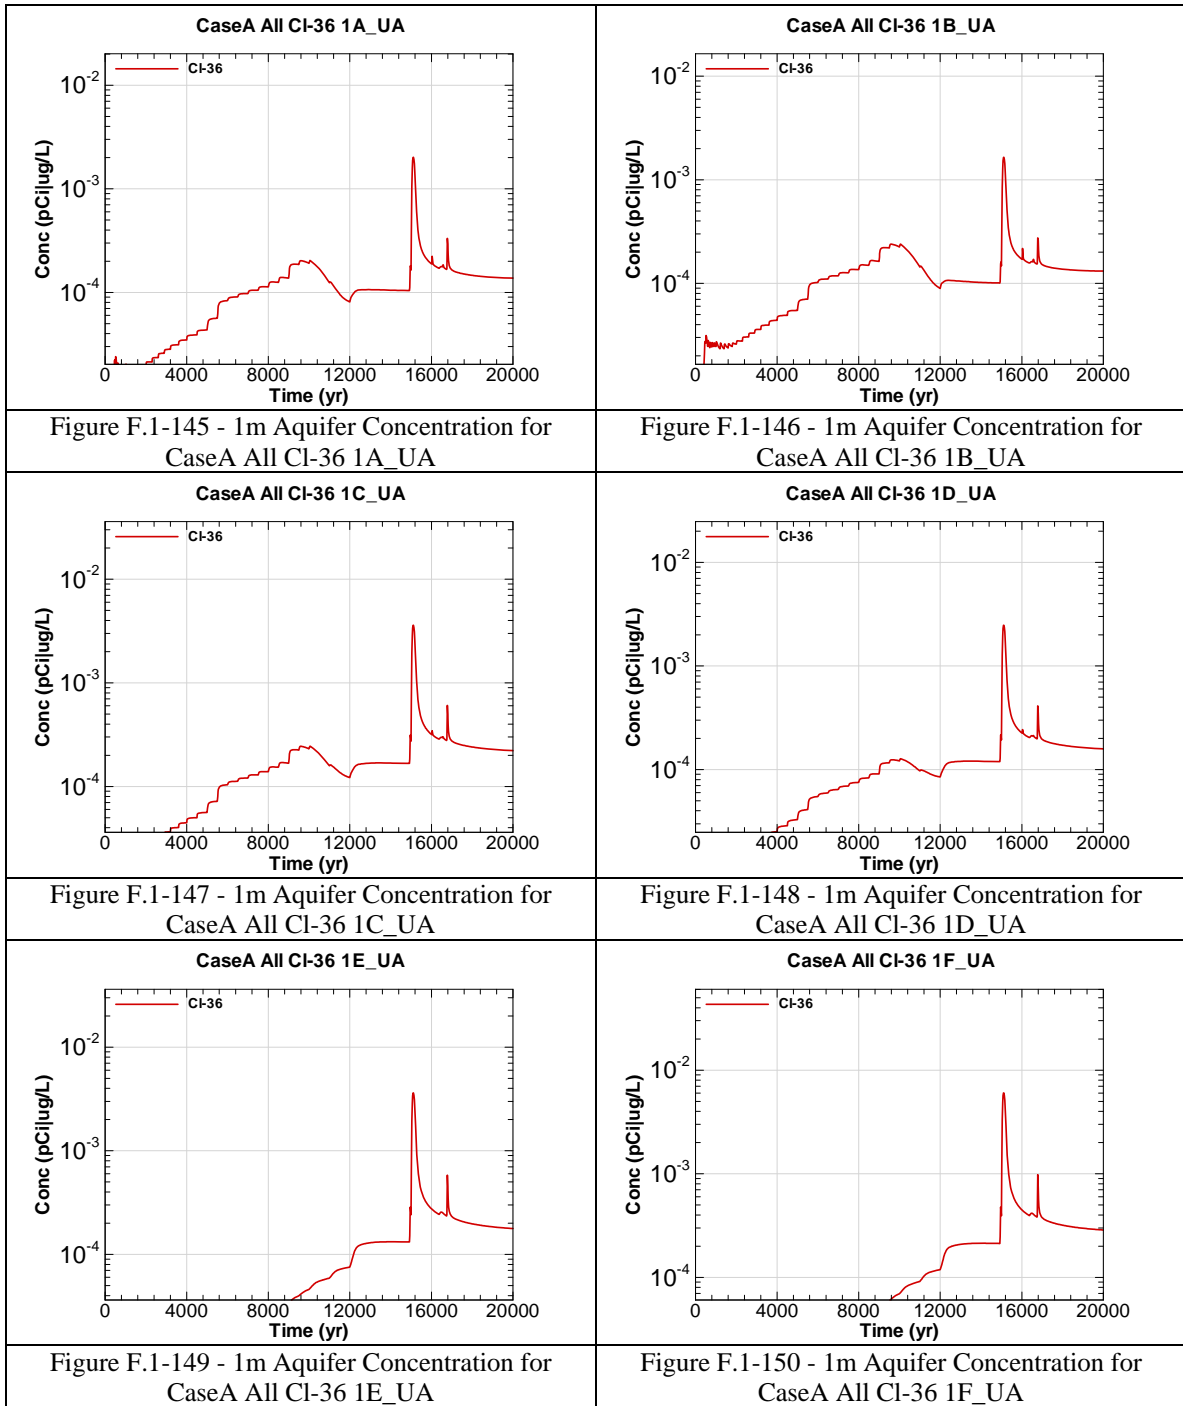 CaseA All Cl-36 1A_UA
Cl-36
10-2
10-3
10-4
Conc (pCi|ug/L)
0 4000 8000 12000 16000 20000
Time (yr)
Figure F.1-145 - 1m Aquifer Concentration for
CaseA All Cl-36 1A_UA
CaseA All Cl-36 1B_UA
Cl-36
10-2
10-3
10-4
Conc (pCi|ug/L)
0 4000 8000 12000 16000 20000
Time (yr)
Figure F.1-146 - 1m Aquifer Concentration for
CaseA All Cl-36 1B_UA
CaseA All Cl-36 1C_UA
Cl-36
10-2
10-3
10-4
Conc (pCi|ug/L)
0 4000 8000 12000 16000 20000
Time (yr)
Figure F.1-147 - 1m Aquifer Concentration for
CaseA All Cl-36 1C_UA
CaseA All Cl-36 1D_UA
Cl-36
10-2
10-3
10-4
Conc (pCi|ug/L)
0 4000 8000 12000 16000 20000
Time (yr)
Figure F.1-148 - 1m Aquifer Concentration for
CaseA All Cl-36 1D_UA
CaseA All Cl-36 1E_UA
Cl-36
10-2
10-3
10-4
Conc (pCi|ug/L)
0 4000 8000 12000 16000 20000
Time (yr)
Figure F.1-149 - 1m Aquifer Concentration for
CaseA All Cl-36 1E_UA
CaseA All Cl-36 1F_UA
Cl-36
10-2
10-3
10-4
Conc (pCi|ug/L)
0 4000 8000 12000 16000 20000
Time (yr)
Figure F.1-150 - 1m Aquifer Concentration for
CaseA All Cl-36 1F_UA